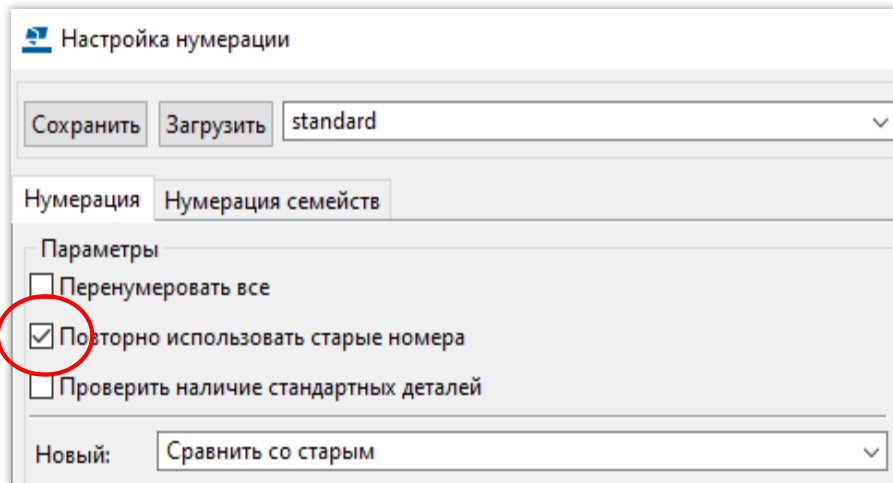 Настройка нумерации
Сохранить Загрузить standard
Нумерация Нумерация семейств
Параметры
Перенумеровать все
Повторно использовать старые номера
Проверить наличие стандартных деталей
Новый: Сравнить со старым